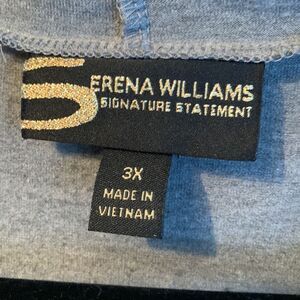 SERENA WILLIAMS
SIGNATURE STATEMENT
3X
MADE IN
VIETNAM